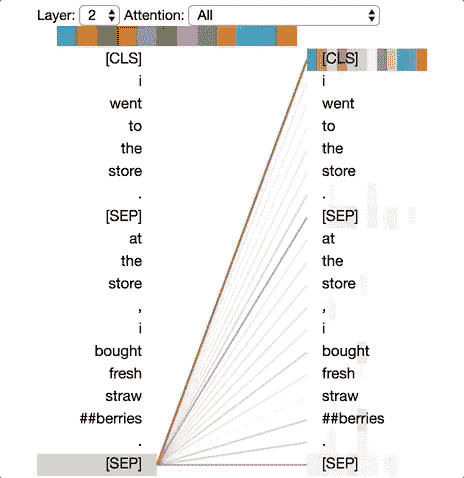 Layer: 2 Attention: All
[CLS] [CLS]
i i
went went
to to
the the
store store
. .
[SEP] [SEP]
at at
the the
store store
, ,
i i
bought bought
fresh fresh
straw straw
##berries ##berries
. .
[SEP] [SEP]